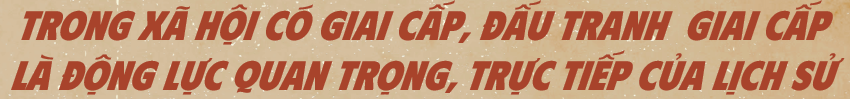 TRONG XÃ HỘI CÓ GIAI CẤP, ĐẤU TRANH GIAI CẤP
LÀ ĐỘNG LỰC QUAN TRỌNG, TRỰC TIẾP CỦA LỊCH SỬ